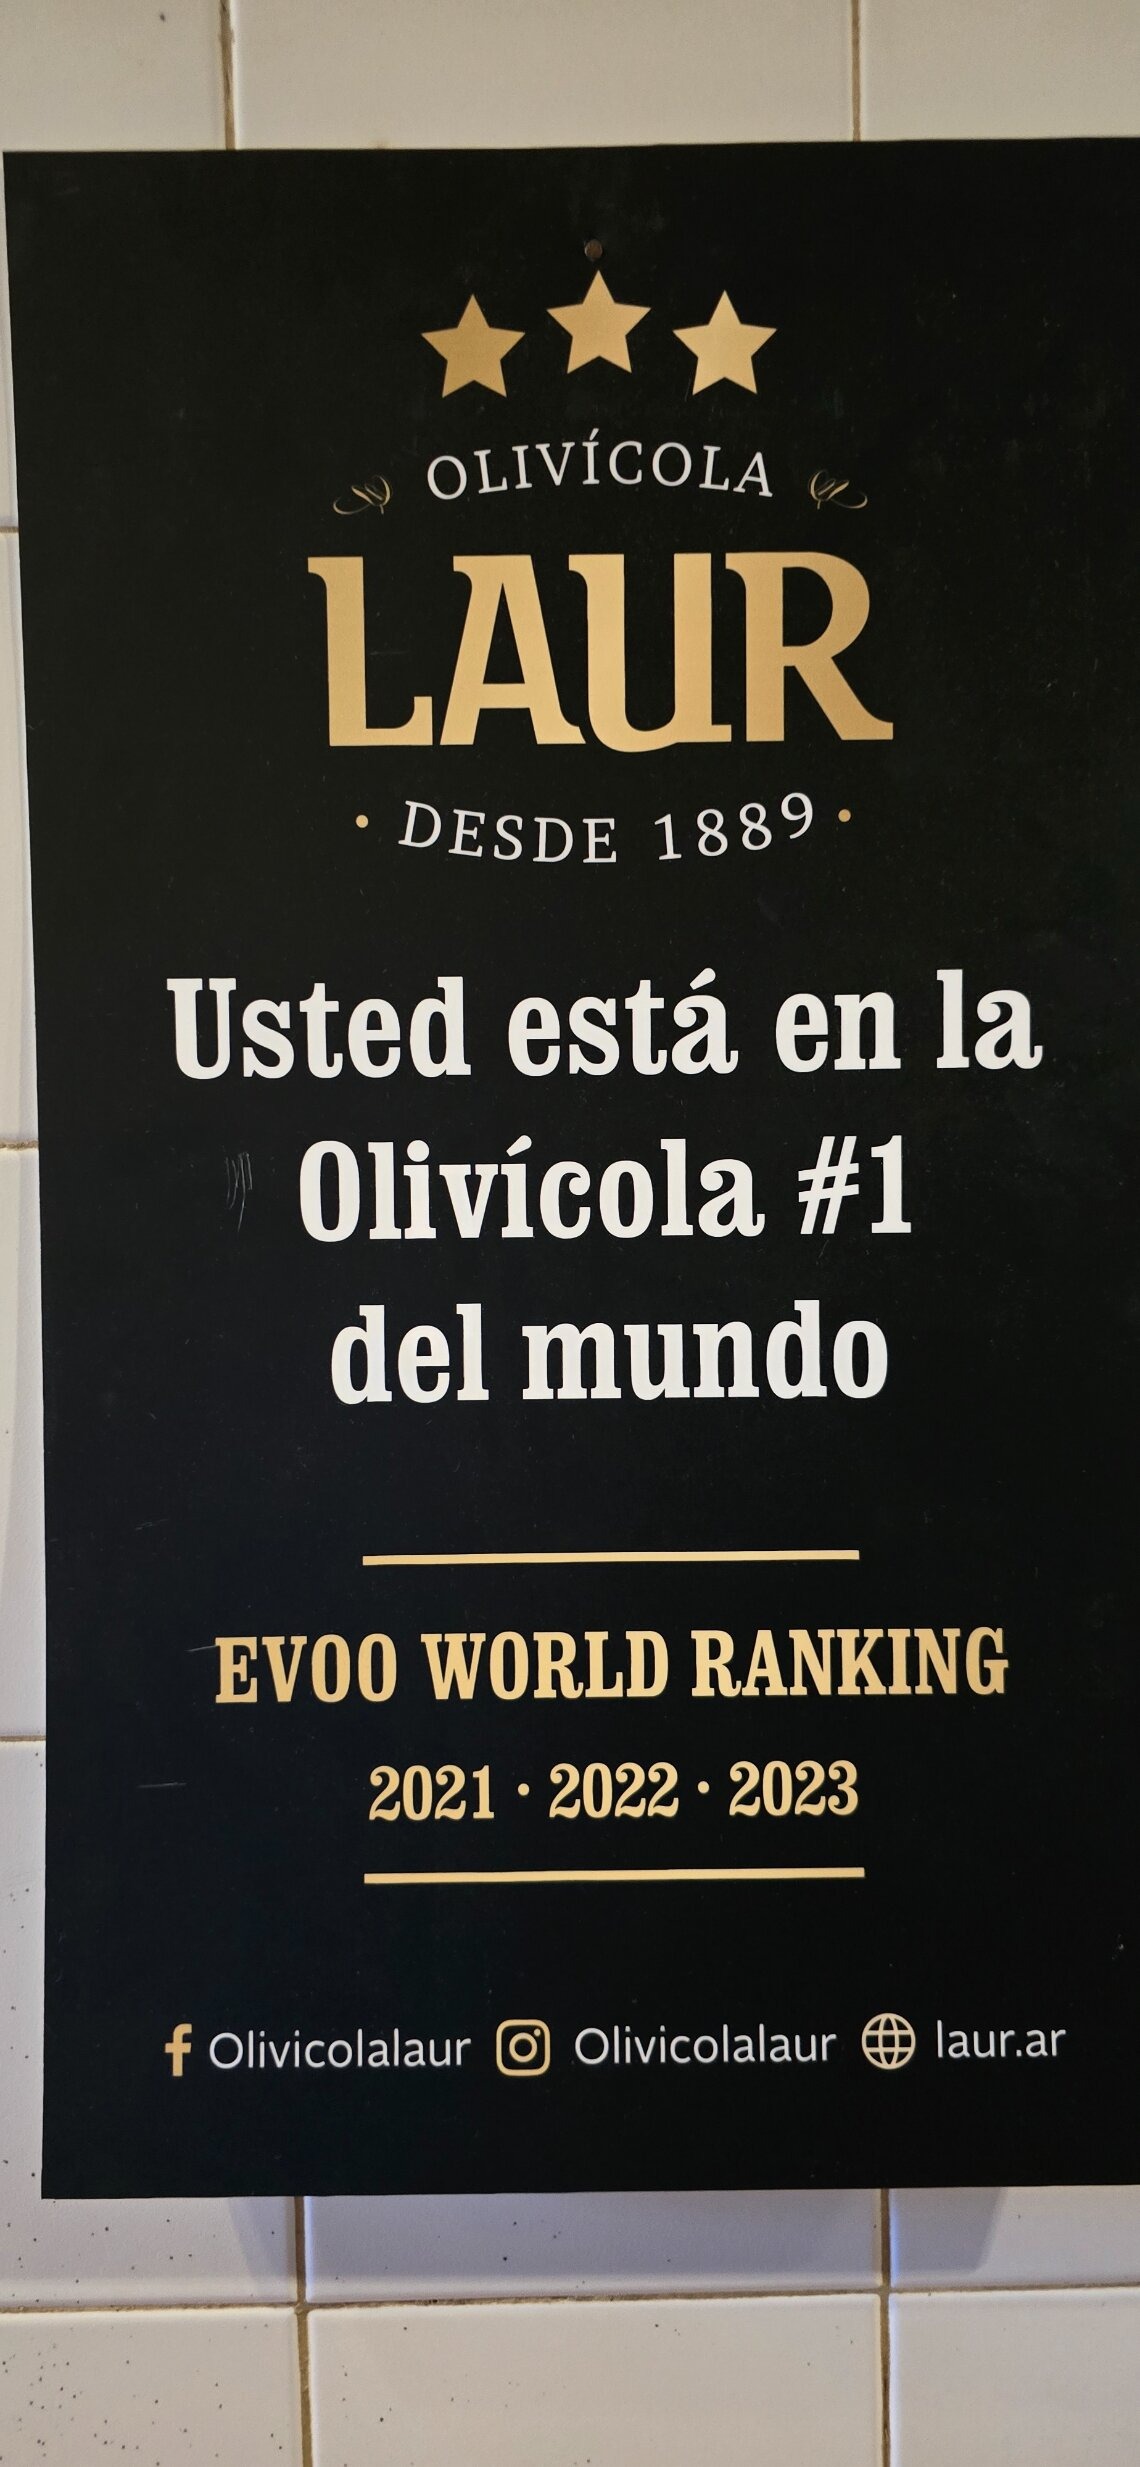 OLIVÍCOLA
LAUR
· DESDE 1889 ·
Usted está en la
Olivícola #1
del mundo
EVOO WORLD RANKING
2021 · 2022 · 2023
Olivicolalaur Olivicolalaur laur.ar